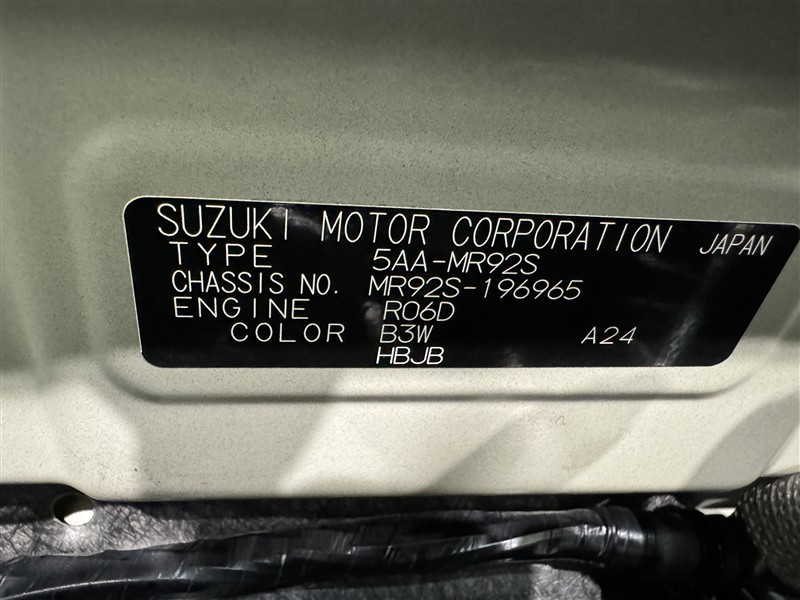 SUZUKI MOTOR CORPORATION JAPAN
TYPE 5AA-MR92S
CHASSIS NO. MR92S-196965
ENGINE R06D
COLOR B3W A24
HBJB